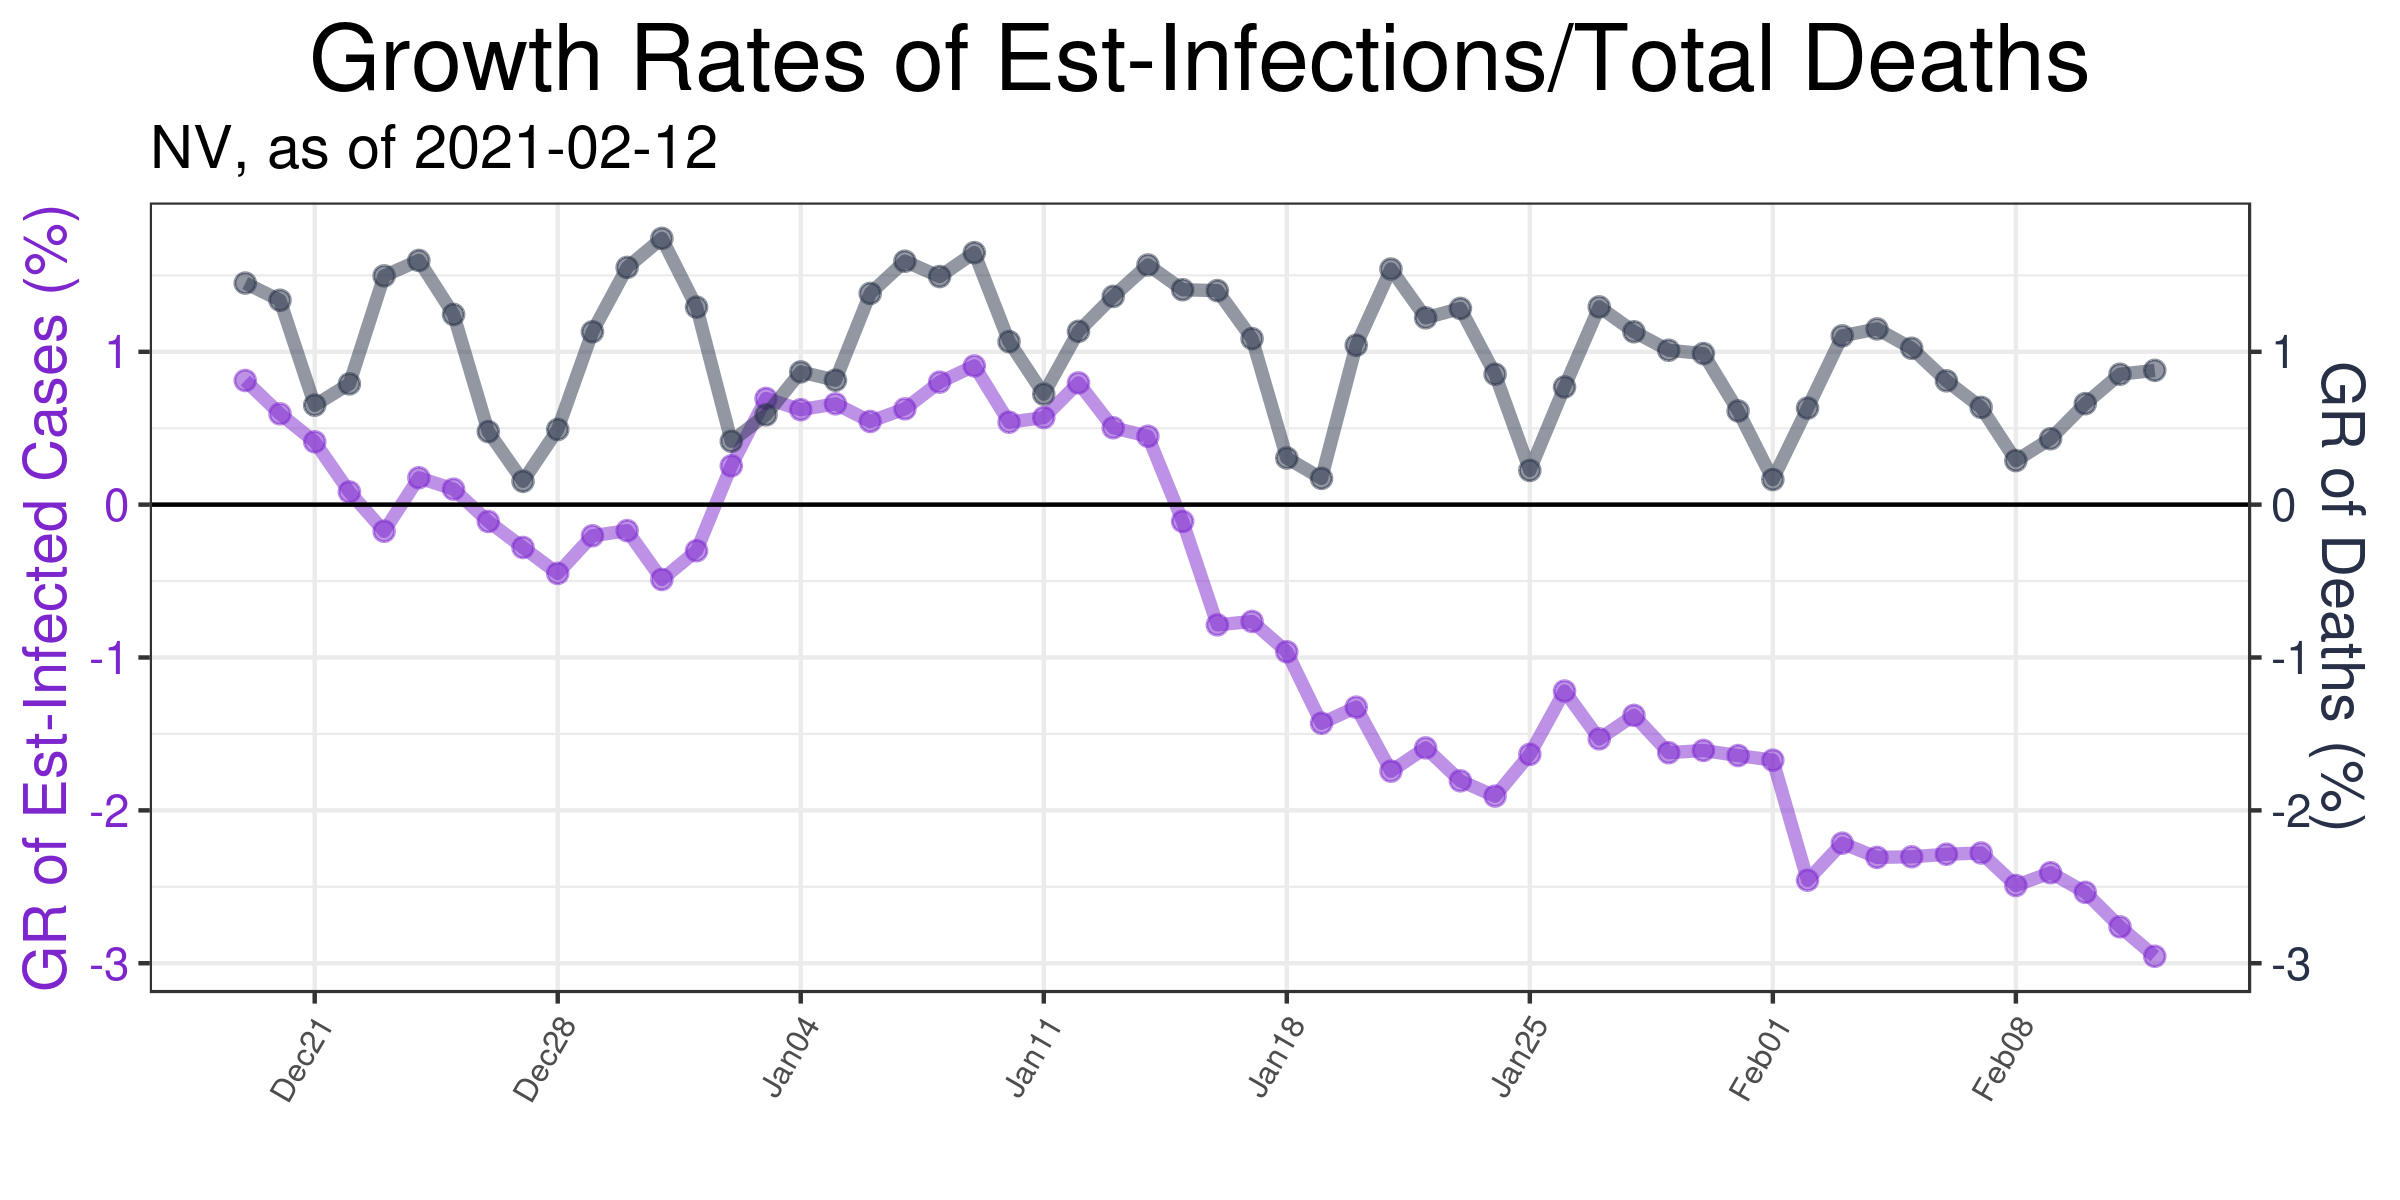 Growth Rates of Est-Infections/Total Deaths
NV, as of 2021-02-12
GR of Est-Infected Cases (%)
1
0
-1
-2
-3
1
0
-1
-2
-3
GR of Deaths (%)
Dec21
Dec28
Jan04
Jan11
Jan18
Jan25
Feb01
Feb08